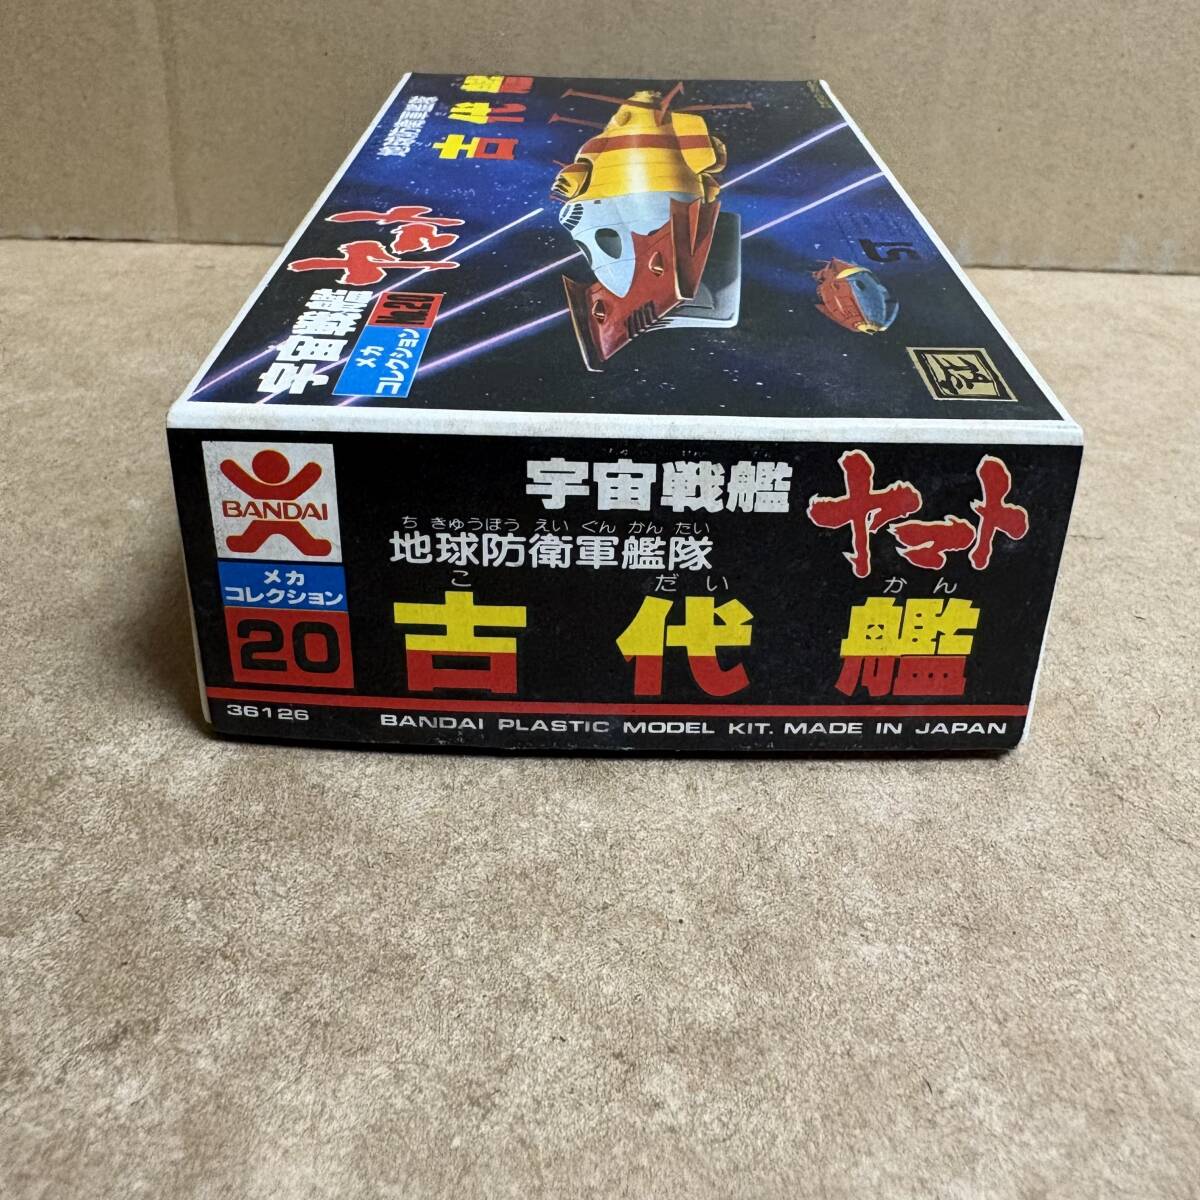 地球防衛軍艦隊
古代艦
宇宙戦艦ヤマト
メカ
コレクション
No.20
ST
BANDAI
メカ
コレクション
20
36126
宇宙戦艦ヤマト
ち きゅうぼう えい ぐん かん たい
地球防衛軍艦隊
こ だい かん
古代艦
BANDAI PLASTIC MODEL KIT. MADE IN JAPAN